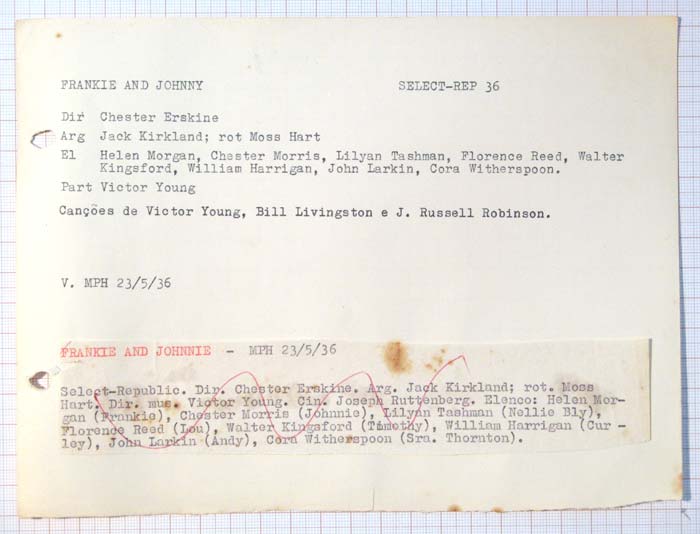 FRANKIE AND JOHNNY SELECT-REP 36
Dir Chester Erskine
Arg Jack Kirkland; rot Moss Hart
El Helen Morgan, Chester Morris, Lilyan Tashman, Florence Reed, Walter
Kingsford, William Harrigan, John Larkin, Cora Witherspoon.
Part Victor Young
Canções de Victor Young, Bill Livingston e J. Russell Robinson.
V. MPH 23/5/36
FRANKIE AND JOHNNIE - MPH 23/5/36
Select-Republic. Dir. Chester Erskine. Arg. Jack Kirkland; rot. Moss
Hart. Dir. mus. Victor Young. Cin. Joseph Ruttenberg. Elenco: Helen Mor-
gan (Frankie), Chester Morris (Johnnie), Lilyan Tashman (Nellie Bly),
Florence Reed (Lou), Walter Kingsford (Timothy), William Harrigan (Cur -
ley), John Larkin (Andy), Cora Witherspoon (Sra. Thornton).